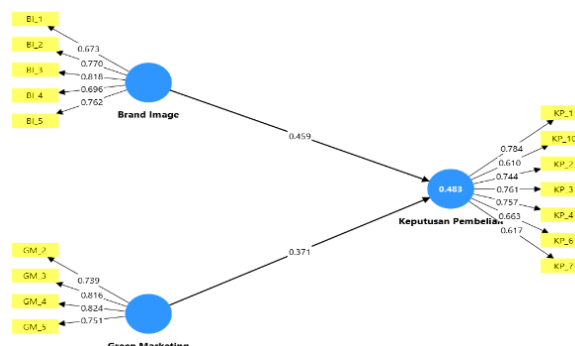 BI_1
BI_2
BI_3
BI_4
BI_5
0.673
0.770
0.818
0.696
0.762
Brand Image
0.459
GM_2
GM_3
GM_4
GM_5
0.739
0.816
0.824
0.751
Green Marketing
0.371
0.483
Keputusan Pembelian
0.784
0.610
0.744
0.761
0.757
0.663
0.617
KP_1
KP_10
KP_2
KP_3
KP_4
KP_6
KP_7